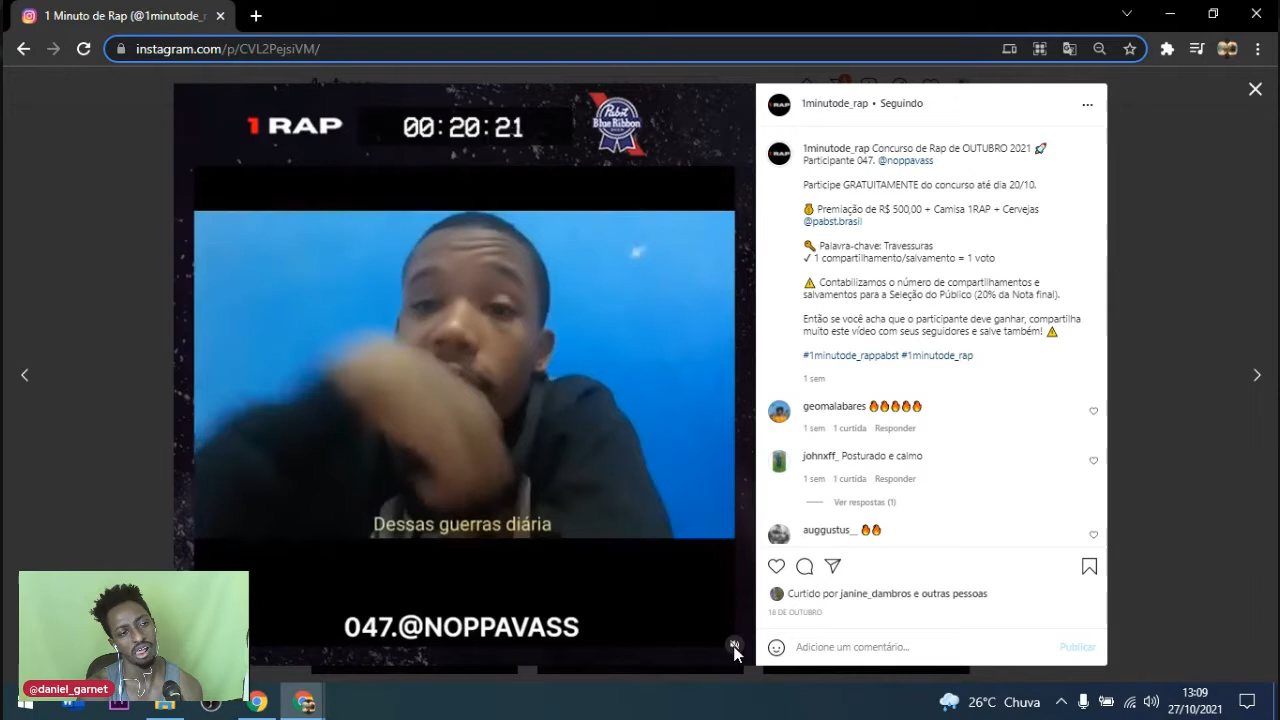 1 Minuto de Rap (@1minutode_r
instagram.com/p/CVL2PejsiVM/
1 RAP
00:20:21
Pabst
Blue Ribbon
Dessas guerras diária
047.@NOPPAVASS
1minutode_rap • Seguindo
1minutode_rap Concurso de Rap de OUTUBRO 2021 🚀
Participante 047. @noppavass
Participe GRATUITAMENTE do concurso até dia 20/10.
💰 Premiação de R$ 500,00 + Camisa 1RAP + Cervejas
@pabst.brasil
🔑 Palavra-chave: Travessuras
✓ 1 compartilhamento/salvamento = 1 voto
⚠ Contabilizamos o número de compartilhamentos e
salvamentos para a Seleção do Público (20% da Nota final).
Então se você acha que o participante deve ganhar, compartilha
muito este vídeo com seus seguidores e salve também! ⚠
#1minutode_rappabst #1minutode_rap
1 sem
geomalabares 🔥🔥🔥🔥🔥
1 sem 1 curtida Responder
johnxff_ Posturado e calmo
1 sem 1 curtida Responder
Ver respostas (1)
auggustus__ 🔥🔥
Curtido por janine_dambros e outras pessoas
18 DE OUTUBRO
Adicione um comentário...
Publicar
@daniel_garnet
26°C Chuva
13:09
27/10/2021